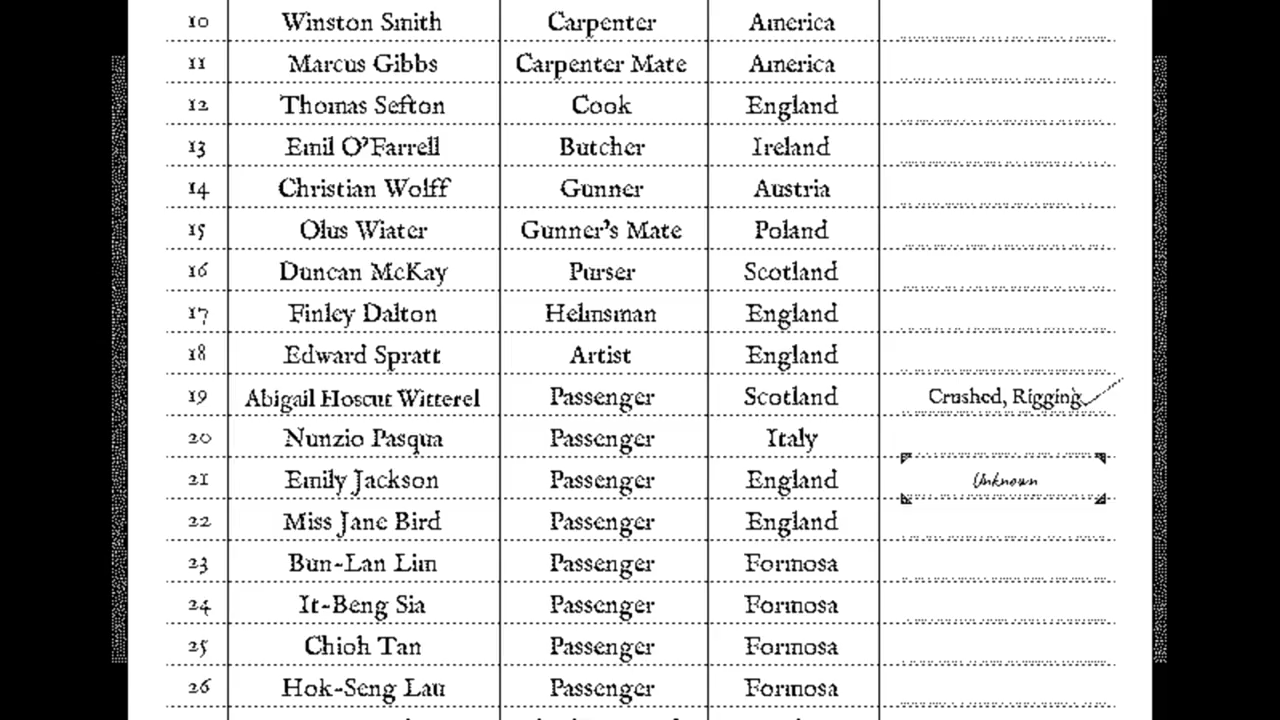 10 Winston Smith Carpenter America
11 Marcus Gibbs Carpenter Mate America
12 Thomas Sefton Cook England
13 Emil O'Farrell Butcher Ireland
14 Christian Wolff Gunner Austria
15 Olus Wiater Gunner's Mate Poland
16 Duncan McKay Purser Scotland
17 Finley Dalton Helmsman England
18 Edward Spratt Artist England
19 Abigail Hoscut Witterel Passenger Scotland Crushed, Rigging
20 Nunzio Pasqua Passenger Italy
21 Emily Jackson Passenger England Unknown
22 Miss Jane Bird Passenger England
23 Bun-Lan Lim Passenger Formosa
24 It-Beng Sia Passenger Formosa
25 Chioh Tan Passenger Formosa
26 Hok-Seng Lau Passenger Formosa